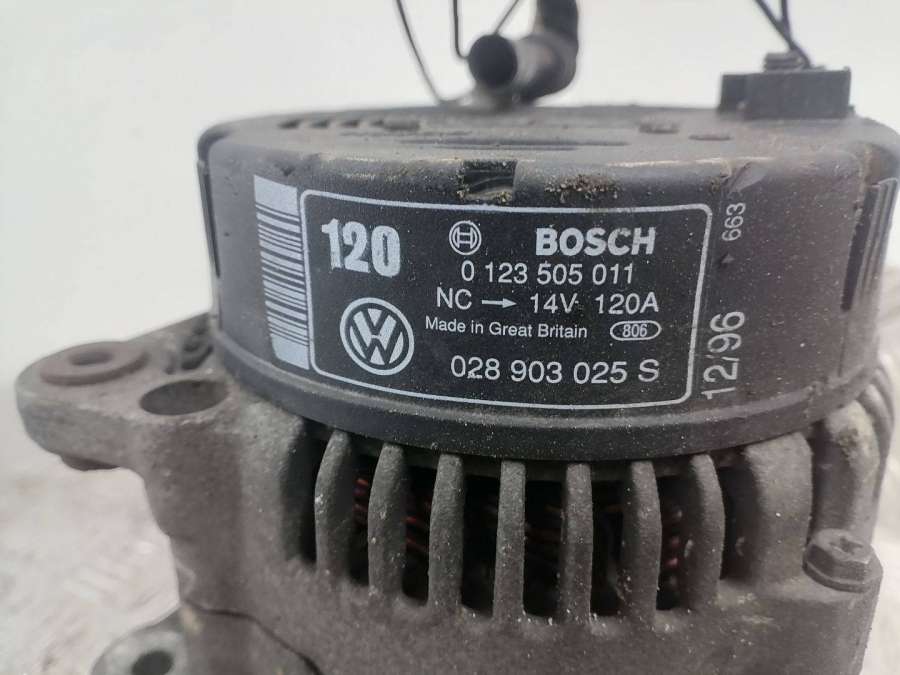 120
BOSCH
0 123 505 011
NC → 14V 120A
Made in Great Britain 806
028 903 025 S
12/96 663